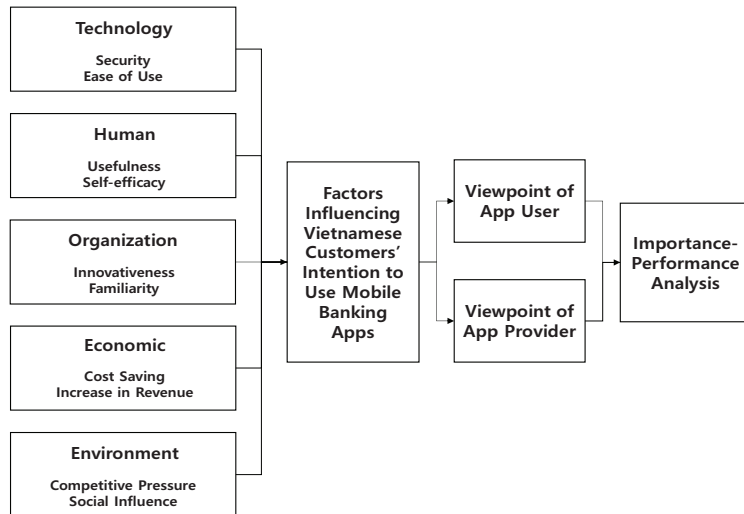 Technology
Security
Ease of Use
Human
Usefulness
Self-efficacy
Organization
Innovativeness
Familiarity
Economic
Cost Saving
Increase in Revenue
Environment
Competitive Pressure
Social Influence
Factors
Influencing
Vietnamese
Customers’
Intention to
Use Mobile
Banking
Apps
Viewpoint of
App User
Viewpoint of
App Provider
Importance-
Performance
Analysis